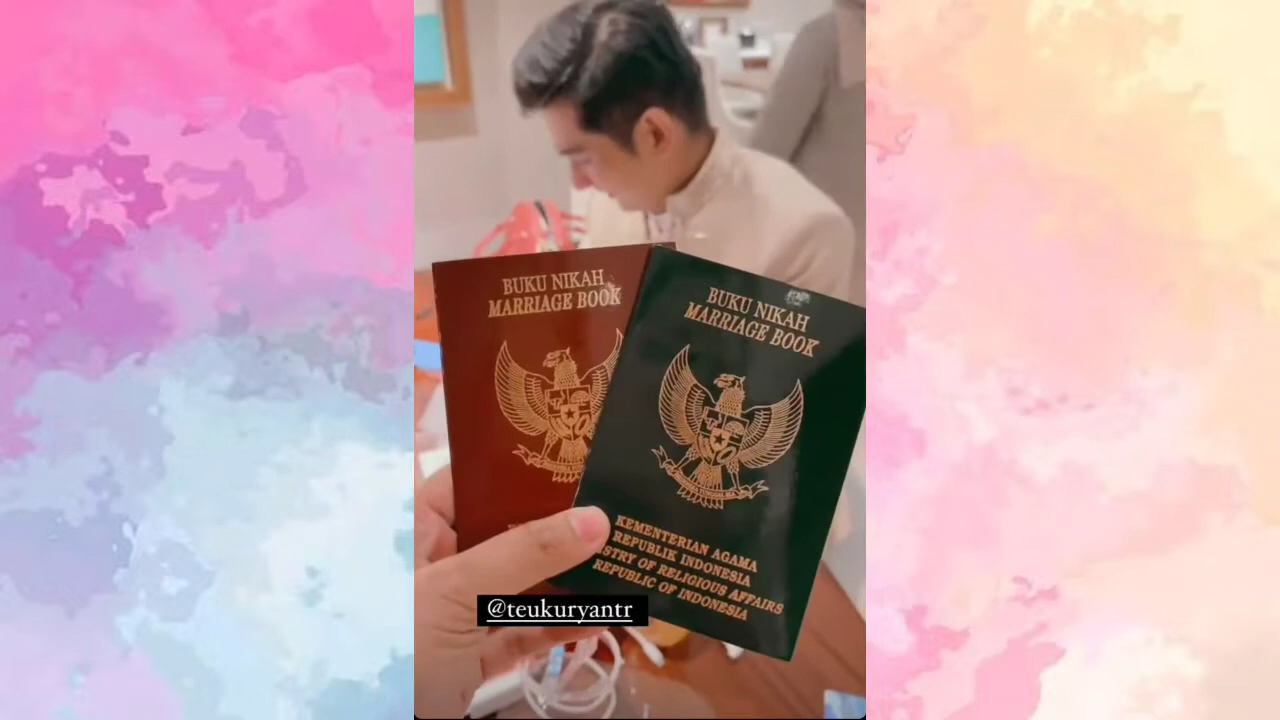 BUKU NIKAH
MARRIAGE BOOK
BUKU NIKAH
MARRIAGE BOOK
KEMENTERIAN AGAMA
REPUBLIK INDONESIA
STRY OF RELIGIOUS AFFAIRS
REPUBLIC OF INDONESIA
@teukuryantr